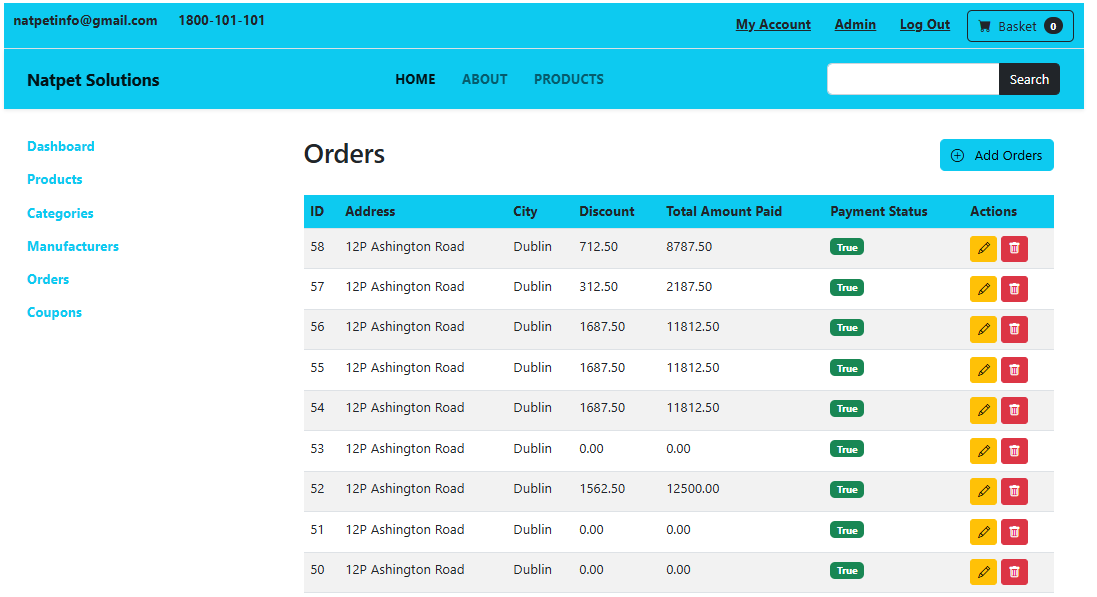 natpetinfo@gmail.com 1800-101-101 My Account Admin Log Out Basket 0
Natpet Solutions HOME ABOUT PRODUCTS Search
Dashboard
Products
Categories
Manufacturers
Orders
Coupons
Orders Add Orders
ID Address City Discount Total Amount Paid Payment Status Actions
58 12P Ashington Road Dublin 712.50 8787.50 True
57 12P Ashington Road Dublin 312.50 2187.50 True
56 12P Ashington Road Dublin 1687.50 11812.50 True
55 12P Ashington Road Dublin 1687.50 11812.50 True
54 12P Ashington Road Dublin 1687.50 11812.50 True
53 12P Ashington Road Dublin 0.00 0.00 True
52 12P Ashington Road Dublin 1562.50 12500.00 True
51 12P Ashington Road Dublin 0.00 0.00 True
50 12P Ashington Road Dublin 0.00 0.00 True